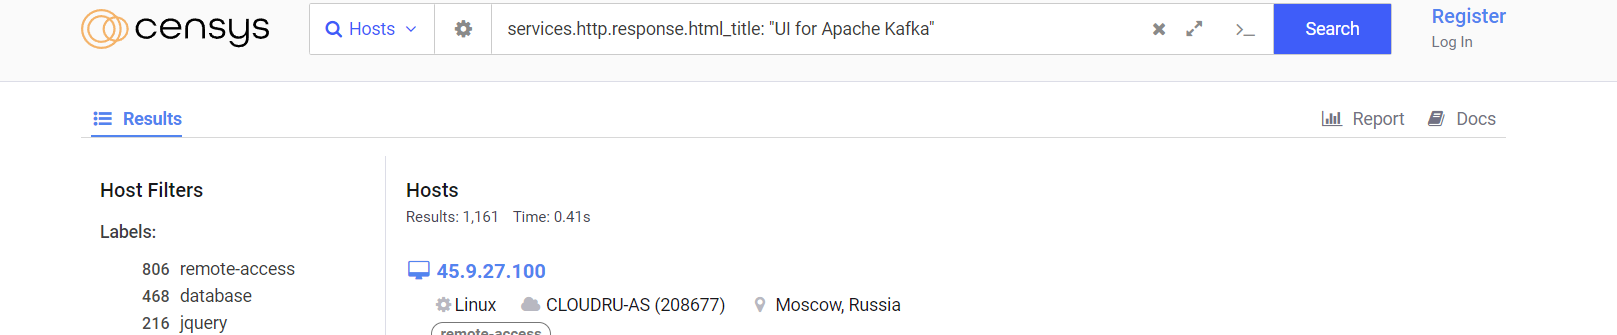 censys
Hosts
services.http.response.html_title: "UI for Apache Kafka"
Search
Register
Log In
Results
Report
Docs
Host Filters
Labels:
806 remote-access
468 database
216 jquery
Hosts
Results: 1,161 Time: 0.41s
45.9.27.100
Linux CLOUDRU-AS (208677) Moscow, Russia
remote-access